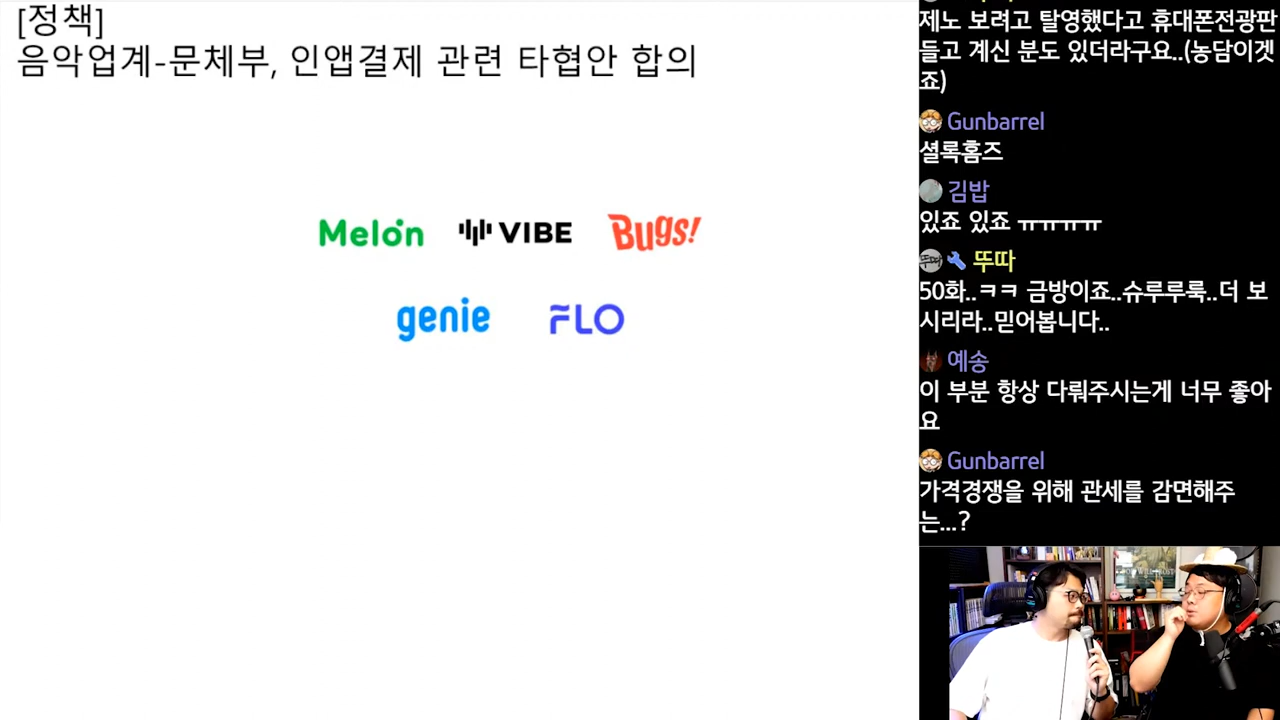 [정책]
음악업계-문체부, 인앱결제 관련 타협안 합의
Melon
VIBE
Bugs!
genie
FLO
제노 보려고 탈영했다고 휴대폰전광판
들고 계신 분도 있더라구요..(농담이겟
죠)
Gunbarrel
셜록홈즈
김밥
있죠 있죠 ㅠㅠㅠㅠ
뚜따
50화..ㅋㅋ 금방이죠..슈루루룩..더 보
시리라..믿어봅니다..
예송
이 부분 항상 다뤄주시는게 너무 좋아
요
Gunbarrel
가격경쟁을 위해 관세를 감면해주
는...?